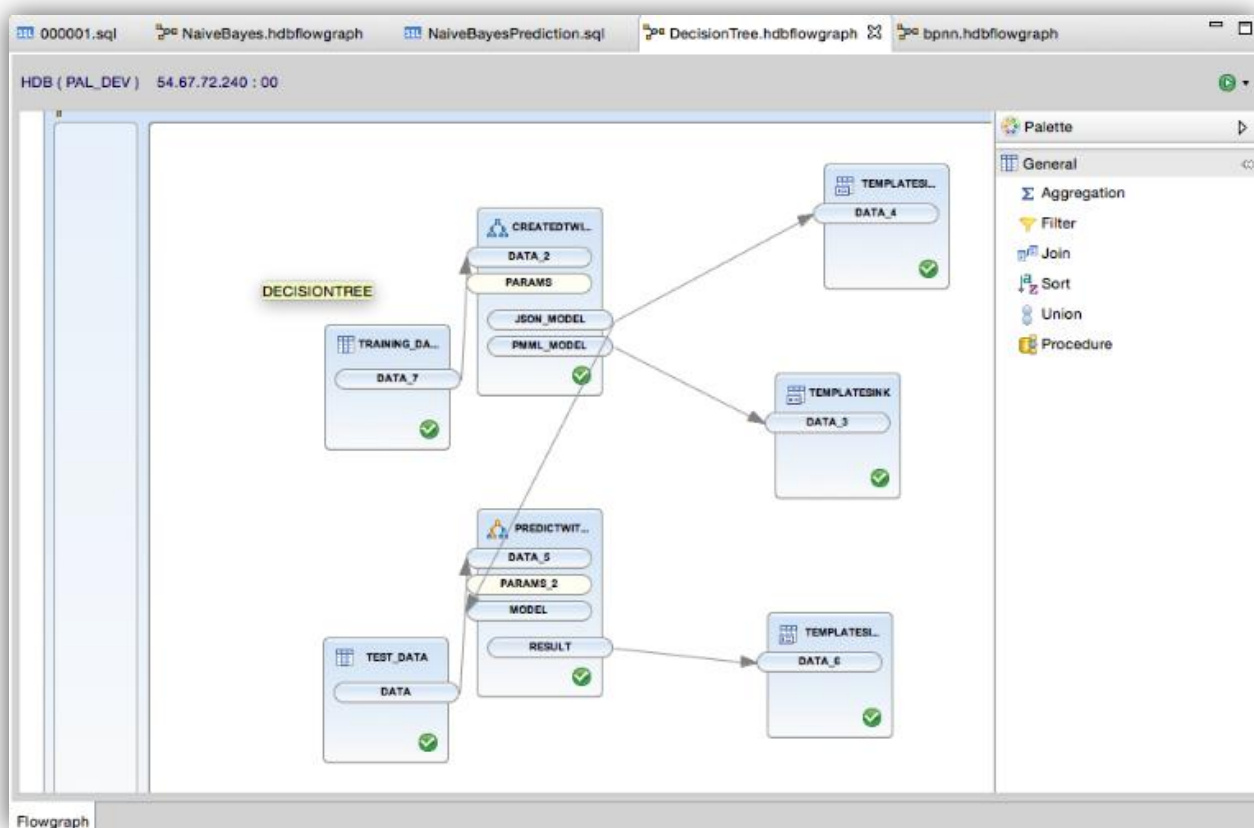 000001.sql
NaiveBayes.hdbflowgraph
NaiveBayesPrediction.sql
DecisionTree.hdbflowgraph
bpnn.hdbflowgraph
HDB ( PAL_DEV ) 54.67.72.240 : 00
DECISIONTREE
TRAINING_DA...
DATA_7
CREATEDTWI...
DATA_2
PARAMS
JSON_MODEL
PMML_MODEL
TEMPLATESI...
DATA_4
TEMPLATESINK
DATA_3
TEST_DATA
DATA
PREDICTWIT...
DATA_5
PARAMS_2
MODEL
RESULT
TEMPLATESI...
DATA_6
Palette
General
Aggregation
Filter
Join
Sort
Union
Procedure
Flowgraph